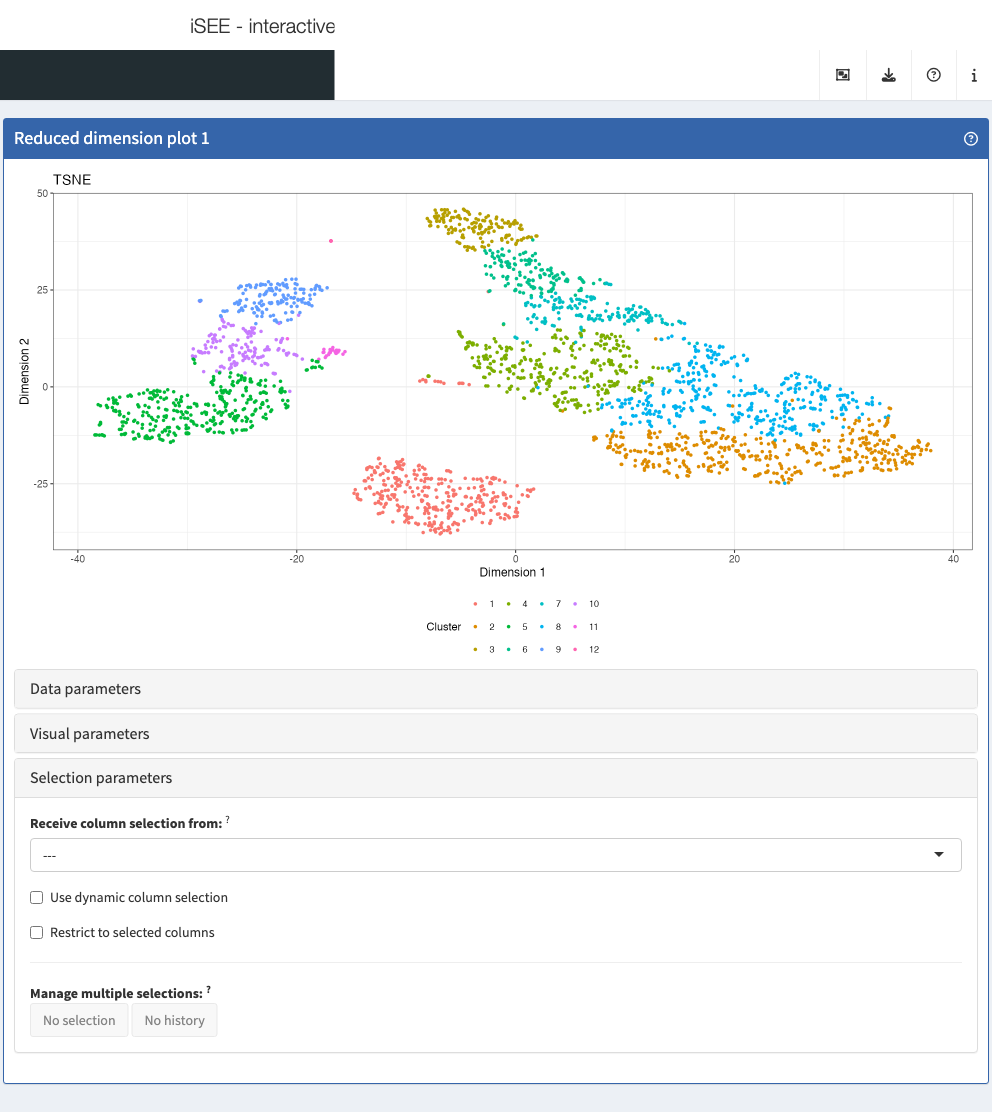 iSEE - interactive
Reduced dimension plot 1
TSNE
50
25
0
-25
Dimension 2
-40 -20 0 20 40
Dimension 1
1 4 7 10
Cluster 2 5 8 11
3 6 9 12
Data parameters
Visual parameters
Selection parameters
Receive column selection from: ?
---
Use dynamic column selection
Restrict to selected columns
Manage multiple selections: ?
No selection No history